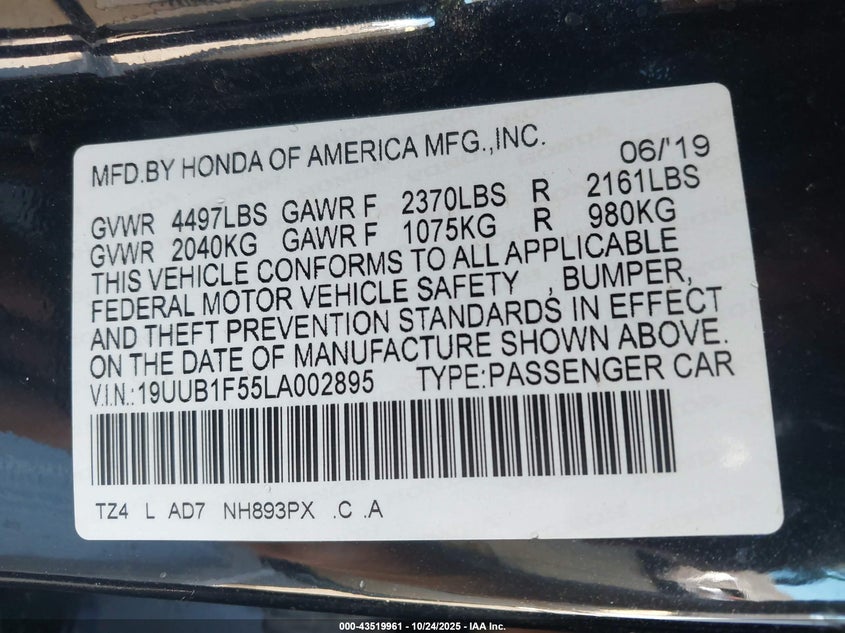 MFD.BY HONDA OF AMERICA MFG.,INC. 06/'19
GVWR 4497LBS GAWR F 2370LBS R 2161LBS
GVWR 2040KG GAWR F 1075KG R 980KG
THIS VEHICLE CONFORMS TO ALL APPLICABLE
FEDERAL MOTOR VEHICLE SAFETY , BUMPER,
AND THEFT PREVENTION STANDARDS IN EFFECT
ON THE DATE OF MANUFACTURE SHOWN ABOVE.
V.I.N.:19UUB1F55LA002895 TYPE:PASSENGER CAR
TZ4 L AD7 NH893PX .C .A
000-43519961 - 10/24/2025 - IAA Inc.